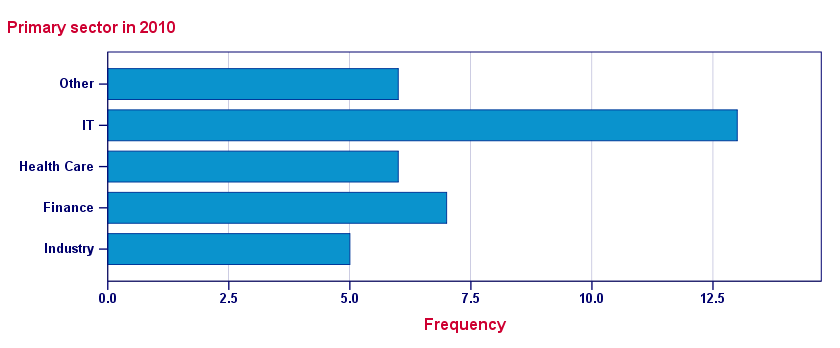 Primary sector in 2010
Other
IT
Health Care
Finance
Industry
0.0 2.5 5.0 7.5 10.0 12.5
Frequency